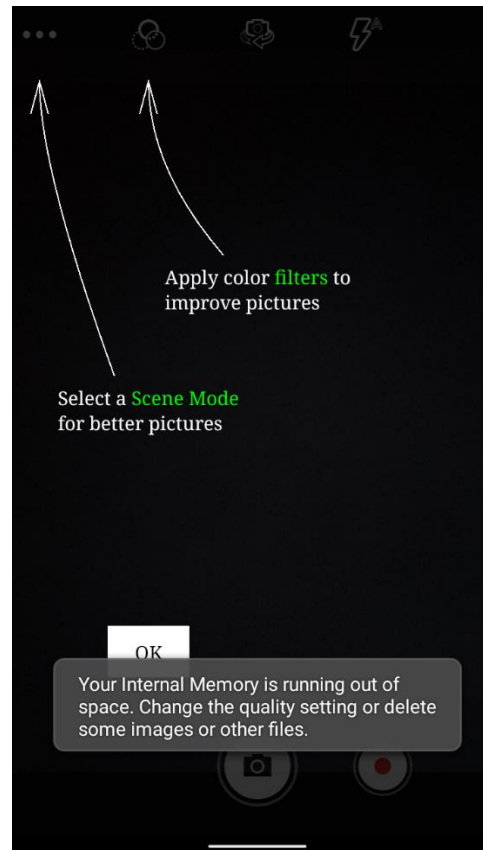 Apply color filters to
improve pictures
Select a Scene Mode
for better pictures
OK
Your Internal Memory is running out of
space. Change the quality setting or delete
some images or other files.